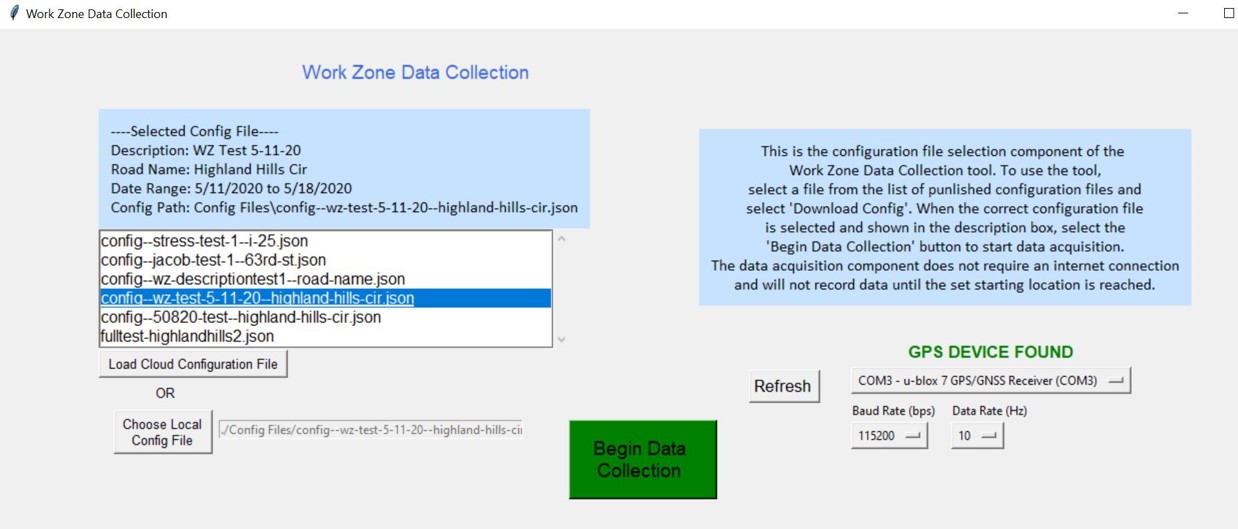 Work Zone Data Collection
Work Zone Data Collection
----Selected Config File----
Description: WZ Test 5-11-20
Road Name: Highland Hills Cir
Date Range: 5/11/2020 to 5/18/2020
Config Path: Config Files\config--wz-test-5-11-20--highland-hills-cir.json
config--stress-test-1--i-25.json
config--jacob-test-1--63rd-st.json
config--wz-descriptiontest1--road-name.json
config--wz-test-5-11-20--highland-hills-cir.json
config--50820-test--highland-hills-cir.json
fulltest-highlandhills2.json
Load Cloud Configuration File
OR
Choose Local
Config File
./Config Files/config--wz-test-5-11-20--highland-hills-cir
Begin Data
Collection
This is the configuration file selection component of the
Work Zone Data Collection tool. To use the tool,
select a file from the list of punlished configuration files and
select 'Download Config'. When the correct configuration file
is selected and shown in the description box, select the
'Begin Data Collection' button to start data acquisition.
The data acquisition component does not require an internet connection
and will not record data until the set starting location is reached.
GPS DEVICE FOUND
Refresh
COM3 - u-blox 7 GPS/GNSS Receiver (COM3)
Baud Rate (bps) Data Rate (Hz)
115200 10